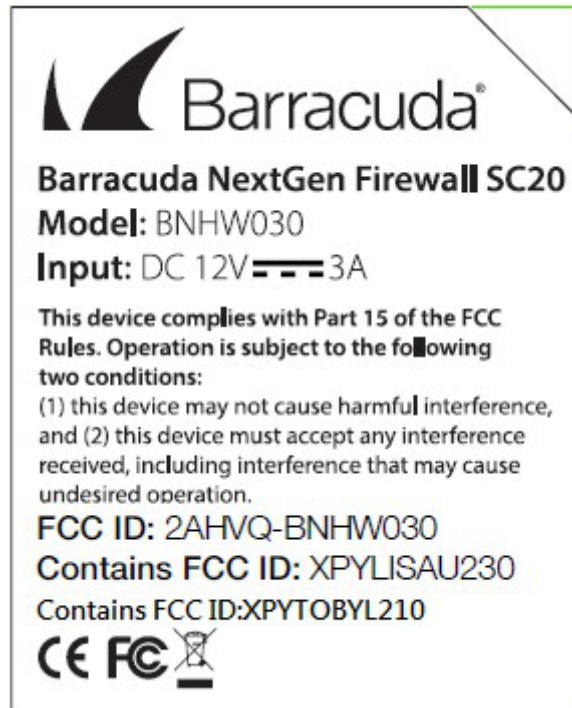 Barracuda®
Barracuda NextGen Firewall SC20
Model: BNHW030
Input: DC 12V⎓3A
This device complies with Part 15 of the FCC
Rules. Operation is subject to the following
two conditions:
(1) this device may not cause harmful interference,
and (2) this device must accept any interference
received, including interference that may cause
undesired operation.
FCC ID: 2AHVQ-BNHW030
Contains FCC ID: XPYLISAU230
Contains FCC ID:XPYTOBYL210
CE FC